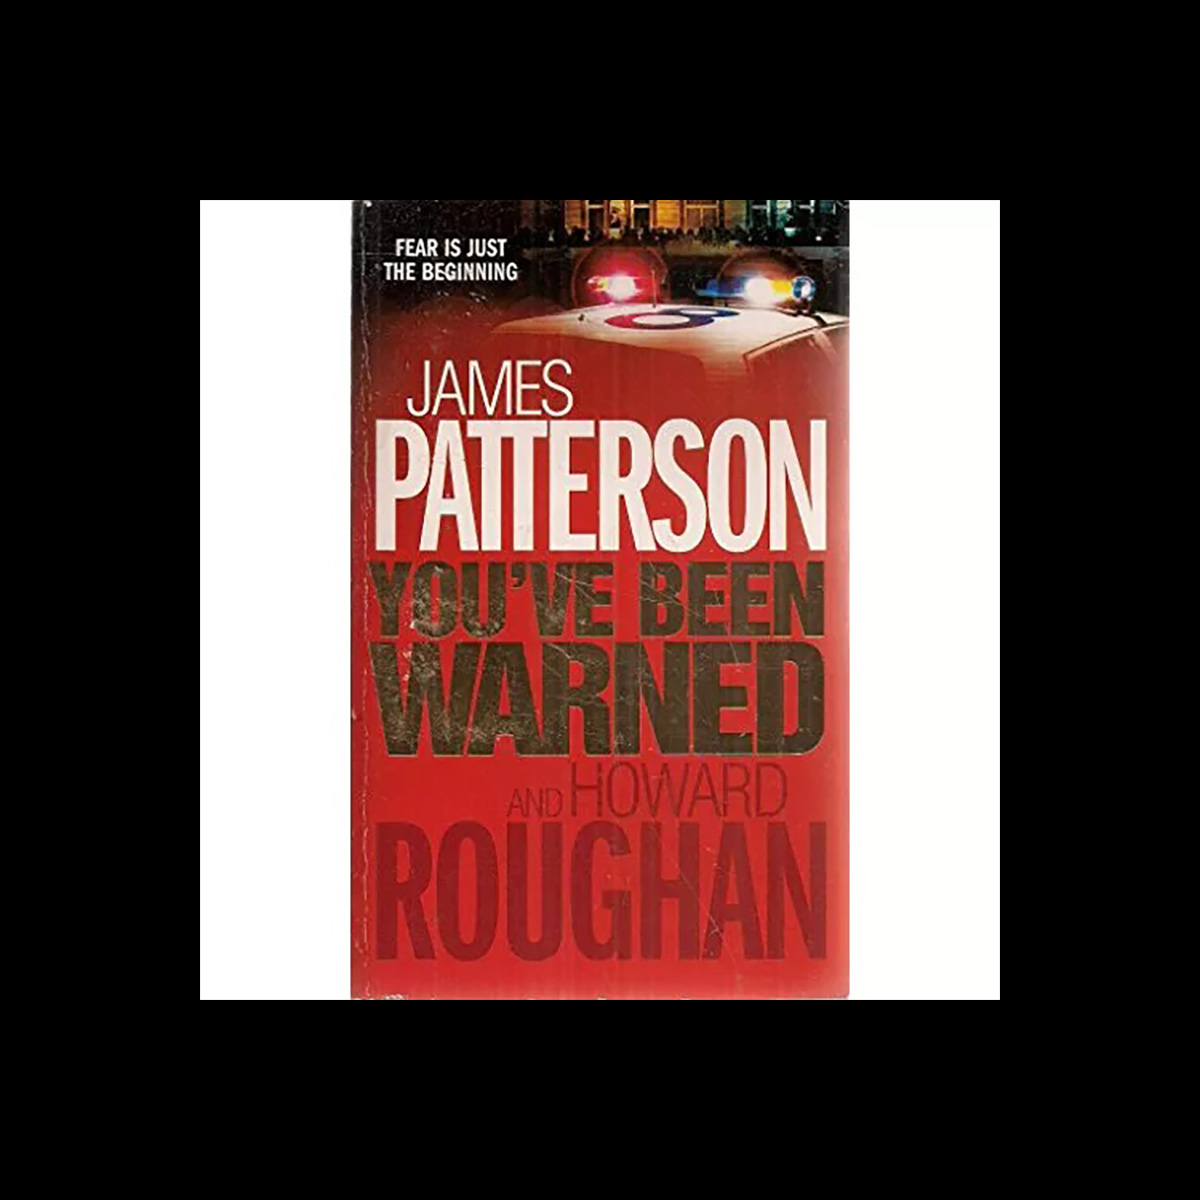 FEAR IS JUST
THE BEGINNING
JAMES
PATTERSON
YOU'VE BEEN
WARNED
AND HOWARD
ROUGHAN